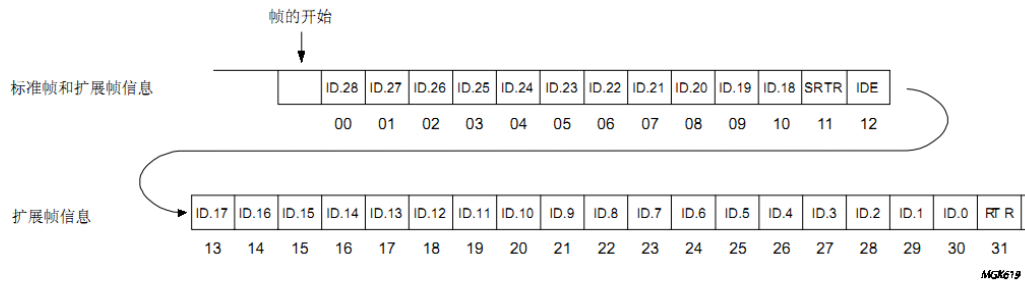 帧的开始
标准帧和扩展帧信息
ID.28 ID.27 ID.26 ID.25 ID.24 ID.23 ID.22 ID.21 ID.20 ID.19 ID.18 SRTR IDE
00 01 02 03 04 05 06 07 08 09 10 11 12
扩展帧信息
ID.17 ID.16 ID.15 ID.14 ID.13 ID.12 ID.11 ID.10 ID.9 ID.8 ID.7 ID.6 ID.5 ID.4 ID.3 ID.2 ID.1 ID.0 RTR
13 14 25 16 17 18 19 20 21 22 23 24 25 26 27 28 29 30 31
MGK619